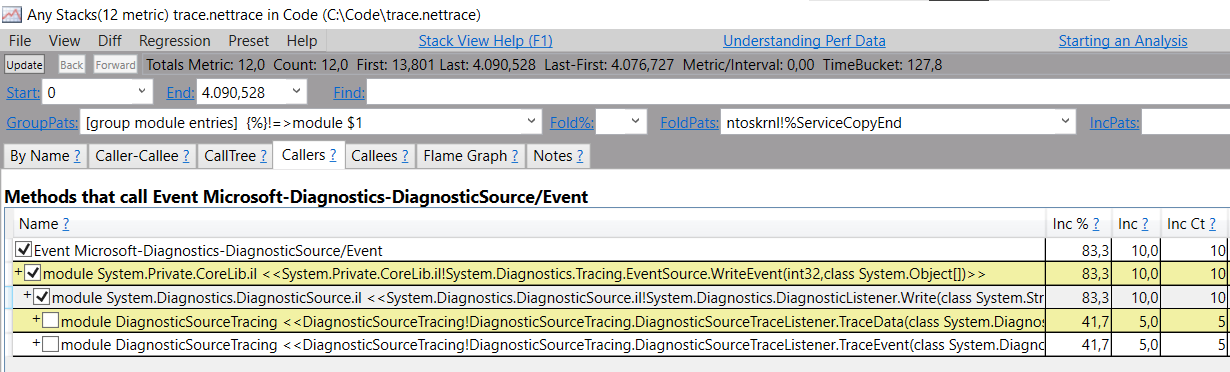 Any Stacks(12 metric) trace.nettrace in Code (C:\Code\trace.nettrace)
File View Diff Regression Preset Help Stack View Help (F1) Understanding Perf Data Starting an Analysis
Update Back Forward Totals Metric: 12,0 Count: 12,0 First: 13,801 Last: 4.090,528 Last-First: 4.076,727 Metric/Interval: 0,00 TimeBucket: 127,8
Start: 0 End: 4.090,528 Find:
GroupPats: [group module entries] {%}!=>module $1 Fold%: FoldPats: ntoskrnl!%ServiceCopyEnd IncPats:
By Name ? Caller-Callee ? CallTree ? Callers ? Callees ? Flame Graph ? Notes ?
Methods that call Event Microsoft-Diagnostics-DiagnosticSource/Event
Name ? Inc % ? Inc ? Inc Ct ?
Event Microsoft-Diagnostics-DiagnosticSource/Event 83,3 10,0 10
+ module System.Private.CoreLib.il <<System.Private.CoreLib.il!System.Diagnostics.Tracing.EventSource.WriteEvent(int32,class System.Object[])>> 83,3 10,0 10
+ module System.Diagnostics.DiagnosticSource.il <<System.Diagnostics.DiagnosticSource.il!System.Diagnostics.DiagnosticListener.Write(class System.Str 83,3 10,0 10
+ module DiagnosticSourceTracing <<DiagnosticSourceTracing!DiagnosticSourceTracing.DiagnosticSourceTraceListener.TraceData(class System.Diagnos 41,7 5,0 5
+ module DiagnosticSourceTracing <<DiagnosticSourceTracing!DiagnosticSourceTracing.DiagnosticSourceTraceListener.TraceEvent(class System.Diagno 41,7 5,0 5